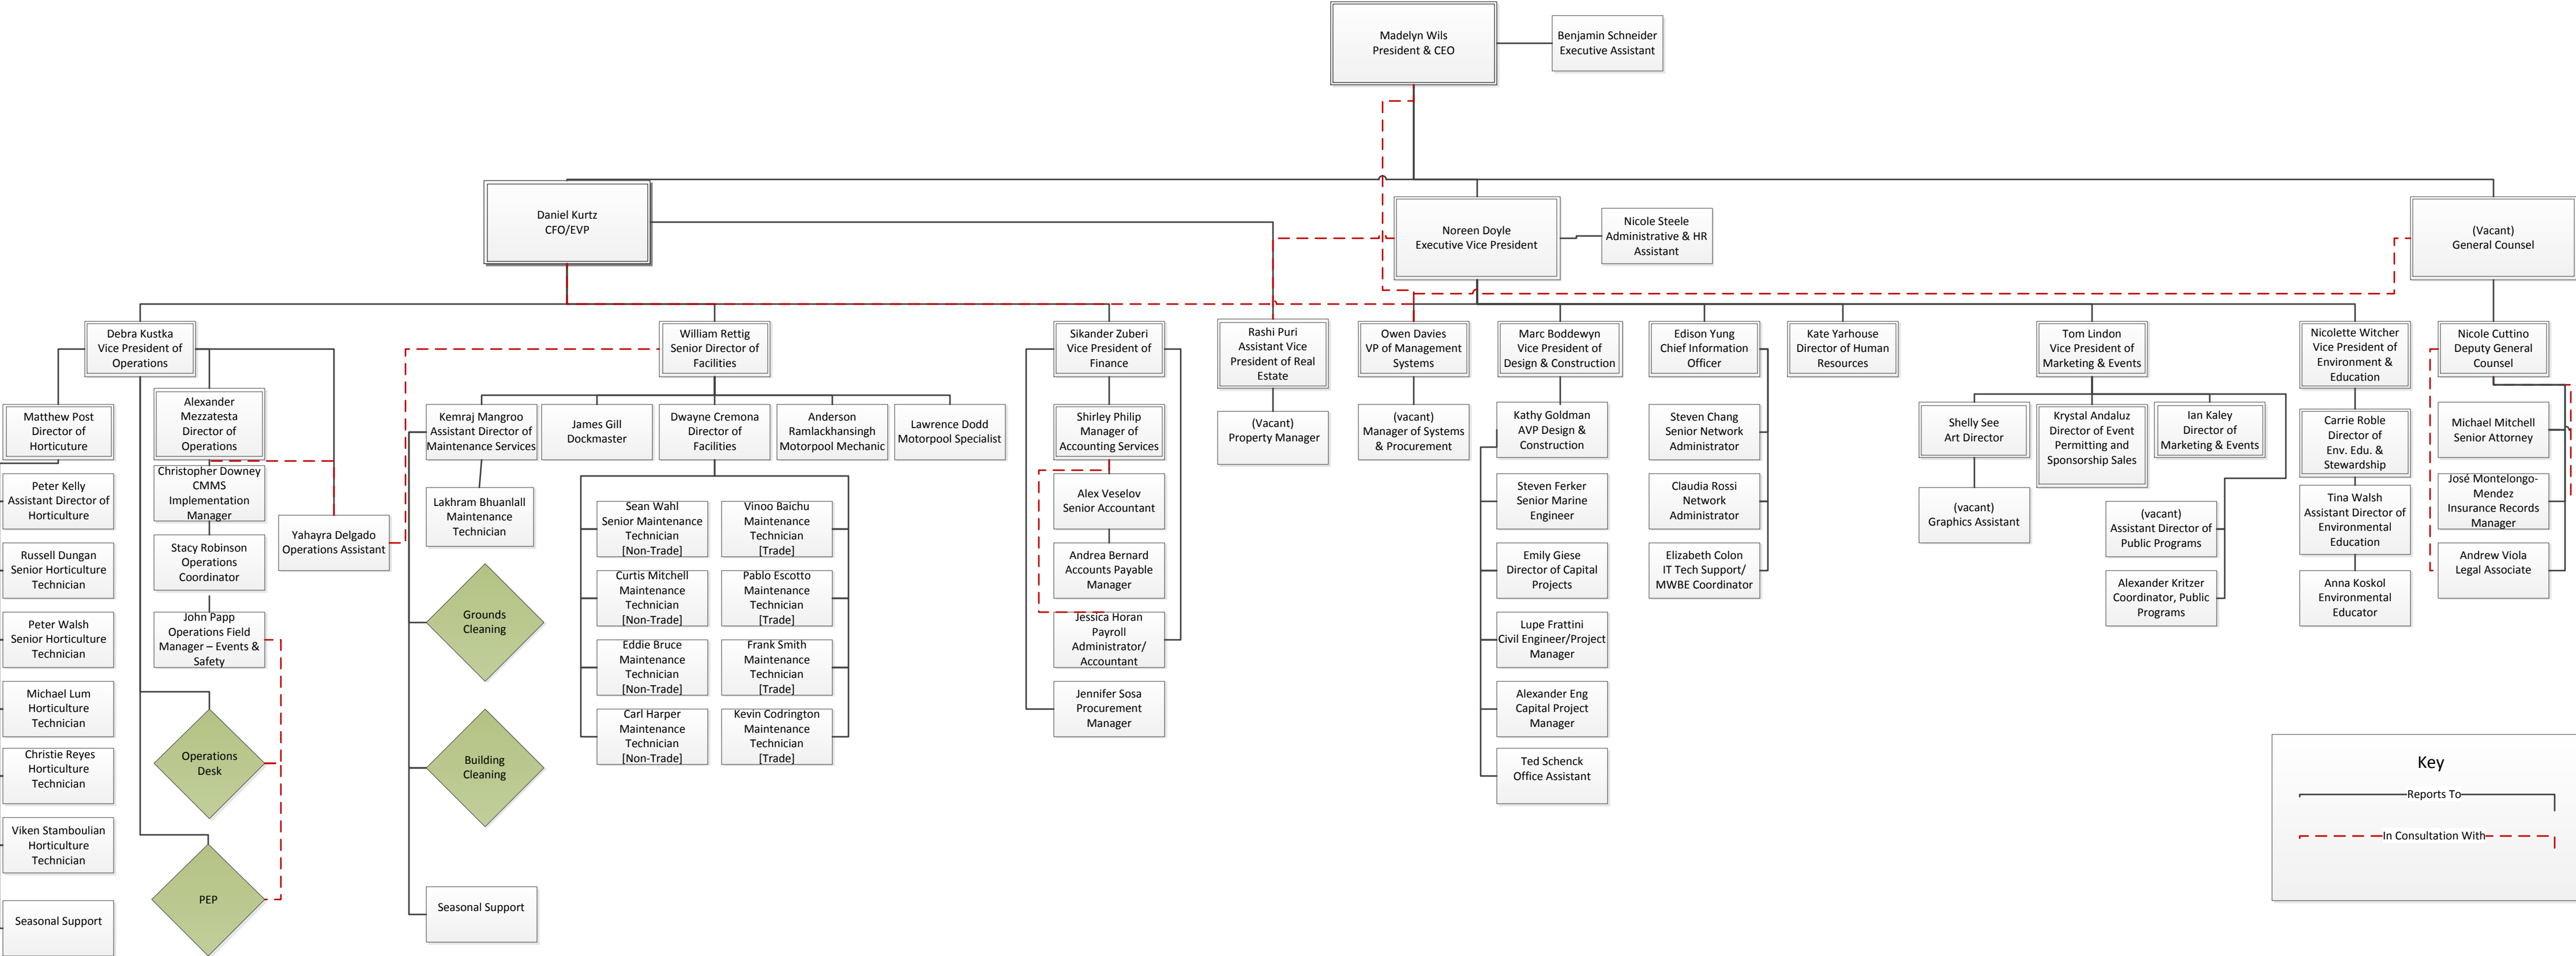 Madelyn Wils
President & CEO
Benjamin Schneider
Executive Assistant
Daniel Kurtz
CFO/EVP
Noreen Doyle
Executive Vice President
Nicole Steele
Administrative & HR
Assistant
(Vacant)
General Counsel
Debra Kustka
Vice President of
Operations
William Rettig
Senior Director of
Facilities
Sikander Zuberi
Vice President of
Finance
Rashi Puri
Assistant Vice
President of Real
Estate
Owen Davies
VP of Management
Systems
Marc Boddewyn
Vice President of
Design & Construction
Edison Yung
Chief Information
Officer
Kate Yarhouse
Director of Human
Resources
Tom Lindon
Vice President of
Marketing & Events
Nicolette Witcher
Vice President of
Environment &
Education
Nicole Cuttino
Deputy General
Counsel
Matthew Post
Director of
Horticuture
Peter Kelly
Assistant Director of
Horticulture
Russell Dungan
Senior Horticulture
Technician
Peter Walsh
Senior Horticulture
Technician
Michael Lum
Horticulture
Technician
Christie Reyes
Horticulture
Technician
Viken Stamboulian
Horticulture
Technician
Seasonal Support
Alexander
Mezzatesta
Director of
Operations
Christopher Downey
CMMS
Implementation
Manager
Stacy Robinson
Operations
Coordinator
John Papp
Operations Field
Manager – Events &
Safety
Operations
Desk
PEP
Yahayra Delgado
Operations Assistant
Kemraj Mangroo
Assistant Director of
Maintenance Services
Lakhram Bhuanlall
Maintenance
Technician
Grounds
Cleaning
Building
Cleaning
Seasonal Support
James Gill
Dockmaster
Dwayne Cremona
Director of
Facilities
Anderson
Ramlackhansingh
Motorpool Mechanic
Lawrence Dodd
Motorpool Specialist
Sean Wahl
Senior Maintenance
Technician
[Non-Trade]
Curtis Mitchell
Maintenance
Technician
[Non-Trade]
Eddie Bruce
Maintenance
Technician
[Non-Trade]
Carl Harper
Maintenance
Technician
[Non-Trade]
Vinoo Baichu
Maintenance
Technician
[Trade]
Pablo Escotto
Maintenance
Technician
[Trade]
Frank Smith
Maintenance
Technician
[Trade]
Kevin Codrington
Maintenance
Technician
[Trade]
Shirley Philip
Manager of
Accounting Services
Alex Veselov
Senior Accountant
Andrea Bernard
Accounts Payable
Manager
Jessica Horan
Payroll
Administrator/
Accountant
Jennifer Sosa
Procurement
Manager
(Vacant)
Property Manager
(vacant)
Manager of Systems
& Procurement
Kathy Goldman
AVP Design &
Construction
Steven Ferker
Senior Marine
Engineer
Emily Giese
Director of Capital
Projects
Lupe Frattini
Civil Engineer/Project
Manager
Alexander Eng
Capital Project
Manager
Ted Schenck
Office Assistant
Steven Chang
Senior Network
Administrator
Claudia Rossi
Network
Administrator
Elizabeth Colon
IT Tech Support/
MWBE Coordinator
Shelly See
Art Director
(vacant)
Graphics Assistant
Krystal Andaluz
Director of Event
Permitting and
Sponsorship Sales
Ian Kaley
Director of
Marketing & Events
(vacant)
Assistant Director of
Public Programs
Alexander Kritzer
Coordinator, Public
Programs
Carrie Roble
Director of
Env. Edu. &
Stewardship
Tina Walsh
Assistant Director of
Environmental
Education
Anna Koskol
Environmental
Educator
Michael Mitchell
Senior Attorney
José Montelongo-
Mendez
Insurance Records
Manager
Andrew Viola
Legal Associate
Key
Reports To
In Consultation With